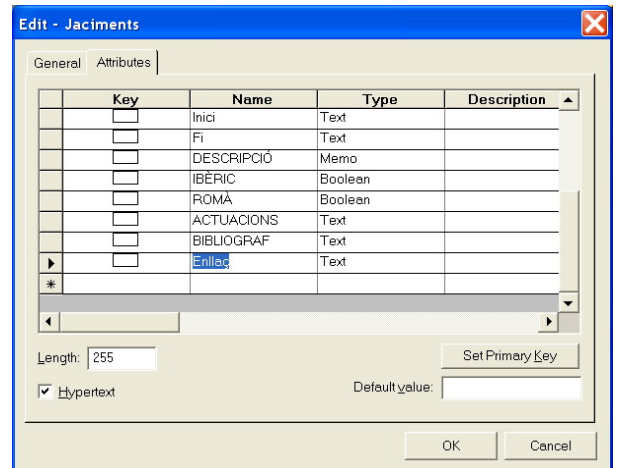 Edit - Jaciments
General Attributes
Key Name Type Description
Inici Text
Fi Text
DESCRIPCIÓ Memo
IBÈRIC Boolean
ROMÀ Boolean
ACTUACIONS Text
BIBLIOGRAF Text
Enllaç Text
Length: 255
Set Primary Key
Hypertext
Default value:
OK Cancel